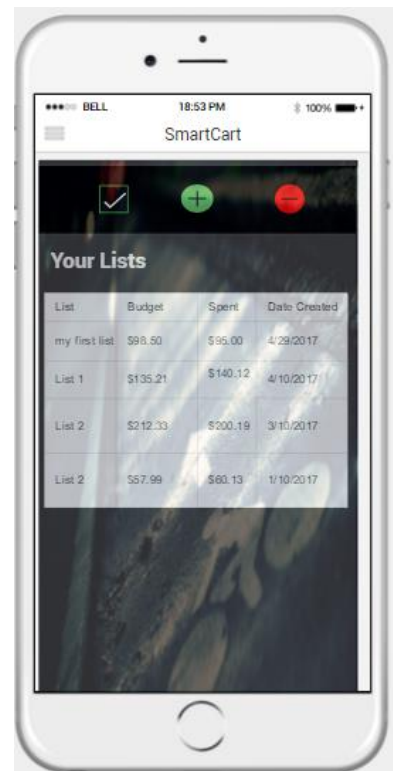 BELL 18:53 PM 100%
SmartCart
Your Lists
List Budget Spent Date Created
my first list $98.50 $95.00 4/29/2017
List 1 $135.21 $140.12 4/10/2017
List 2 $212.33 $200.19 3/10/2017
List 2 $57.99 $60.13 1/10/2017